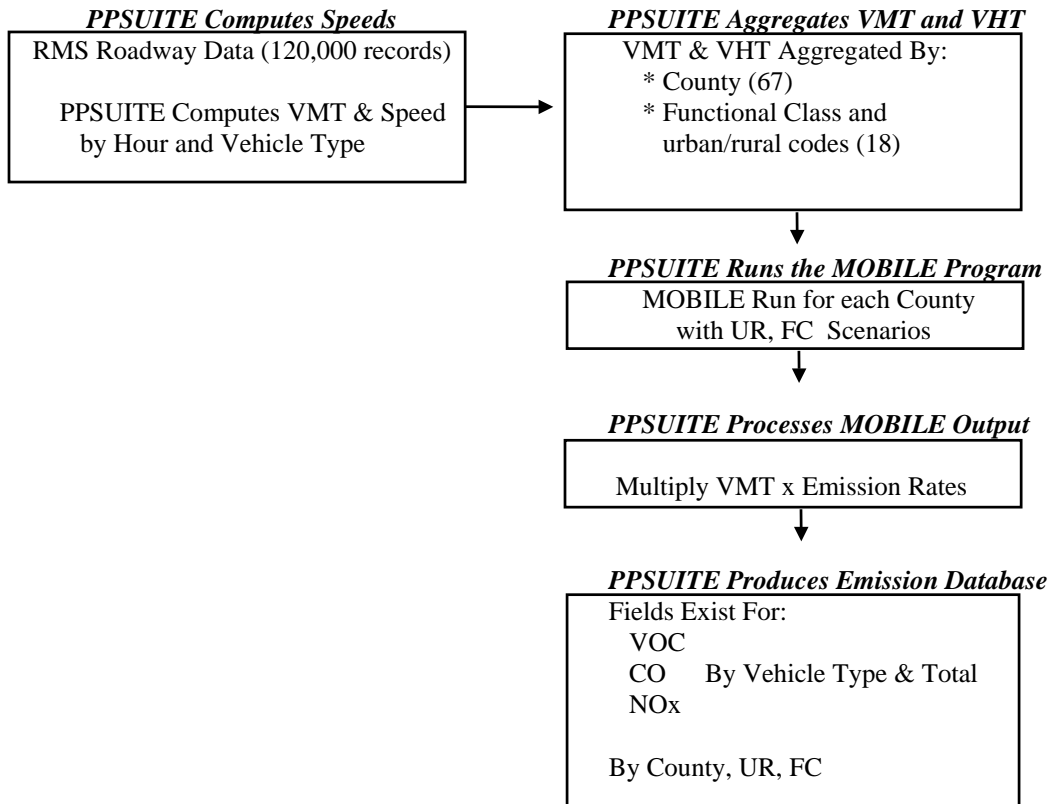 PPSUITE Computes Speeds
RMS Roadway Data (120,000 records)
PPSUITE Computes VMT & Speed
by Hour and Vehicle Type
PPSUITE Aggregates VMT and VHT
VMT & VHT Aggregated By:
* County (67)
* Functional Class and
urban/rural codes (18)
PPSUITE Runs the MOBILE Program
MOBILE Run for each County
with UR, FC Scenarios
PPSUITE Processes MOBILE Output
Multiply VMT x Emission Rates
PPSUITE Produces Emission Database
Fields Exist For:
VOC
CO By Vehicle Type & Total
NOx
By County, UR, FC